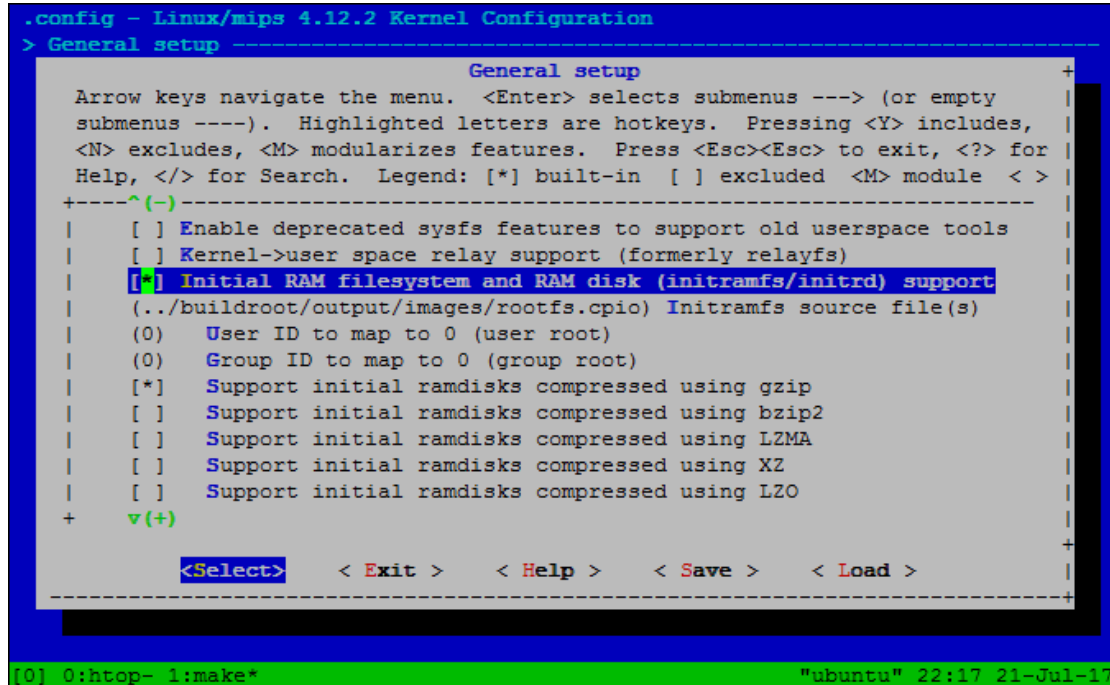 .config - Linux/mips 4.12.2 Kernel Configuration
> General setup
General setup
Arrow keys navigate the menu. <Enter> selects submenus ---> (or empty
submenus ----). Highlighted letters are hotkeys. Pressing <Y> includes,
<N> excludes, <M> modularizes features. Press <Esc><Esc> to exit, <?> for
Help, </> for Search. Legend: [*] built-in [ ] excluded <M> module < >
^(-)
[ ] Enable deprecated sysfs features to support old userspace tools
[ ] Kernel->user space relay support (formerly relayfs)
[*] Initial RAM filesystem and RAM disk (initramfs/initrd) support
(../buildroot/output/images/rootfs.cpio) Initramfs source file(s)
(0) User ID to map to 0 (user root)
(0) Group ID to map to 0 (group root)
[*] Support initial ramdisks compressed using gzip
[ ] Support initial ramdisks compressed using bzip2
[ ] Support initial ramdisks compressed using LZMA
[ ] Support initial ramdisks compressed using XZ
[ ] Support initial ramdisks compressed using LZO
▿(+)
<Select> < Exit > < Help > < Save > < Load >
[0] 0:htop- 1:make* "ubuntu" 22:17 21-Jul-17